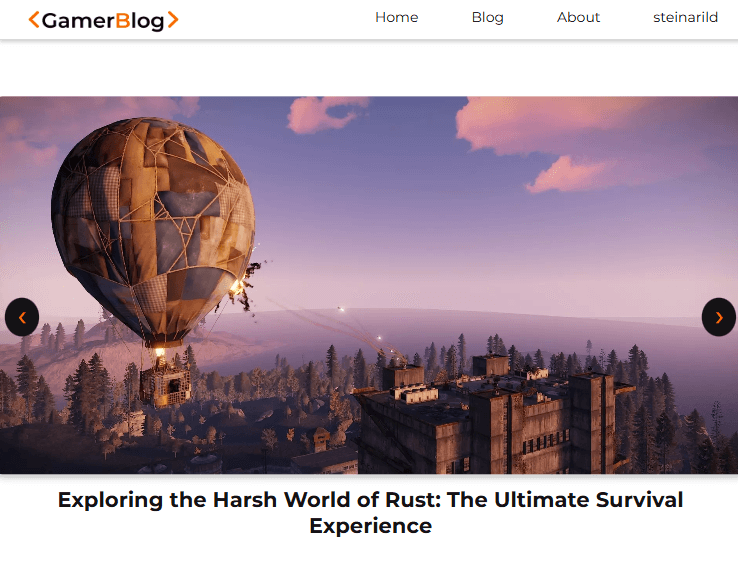 <GamerBlog>
Home
Blog
About
steinarild
Exploring the Harsh World of Rust: The Ultimate Survival
Experience